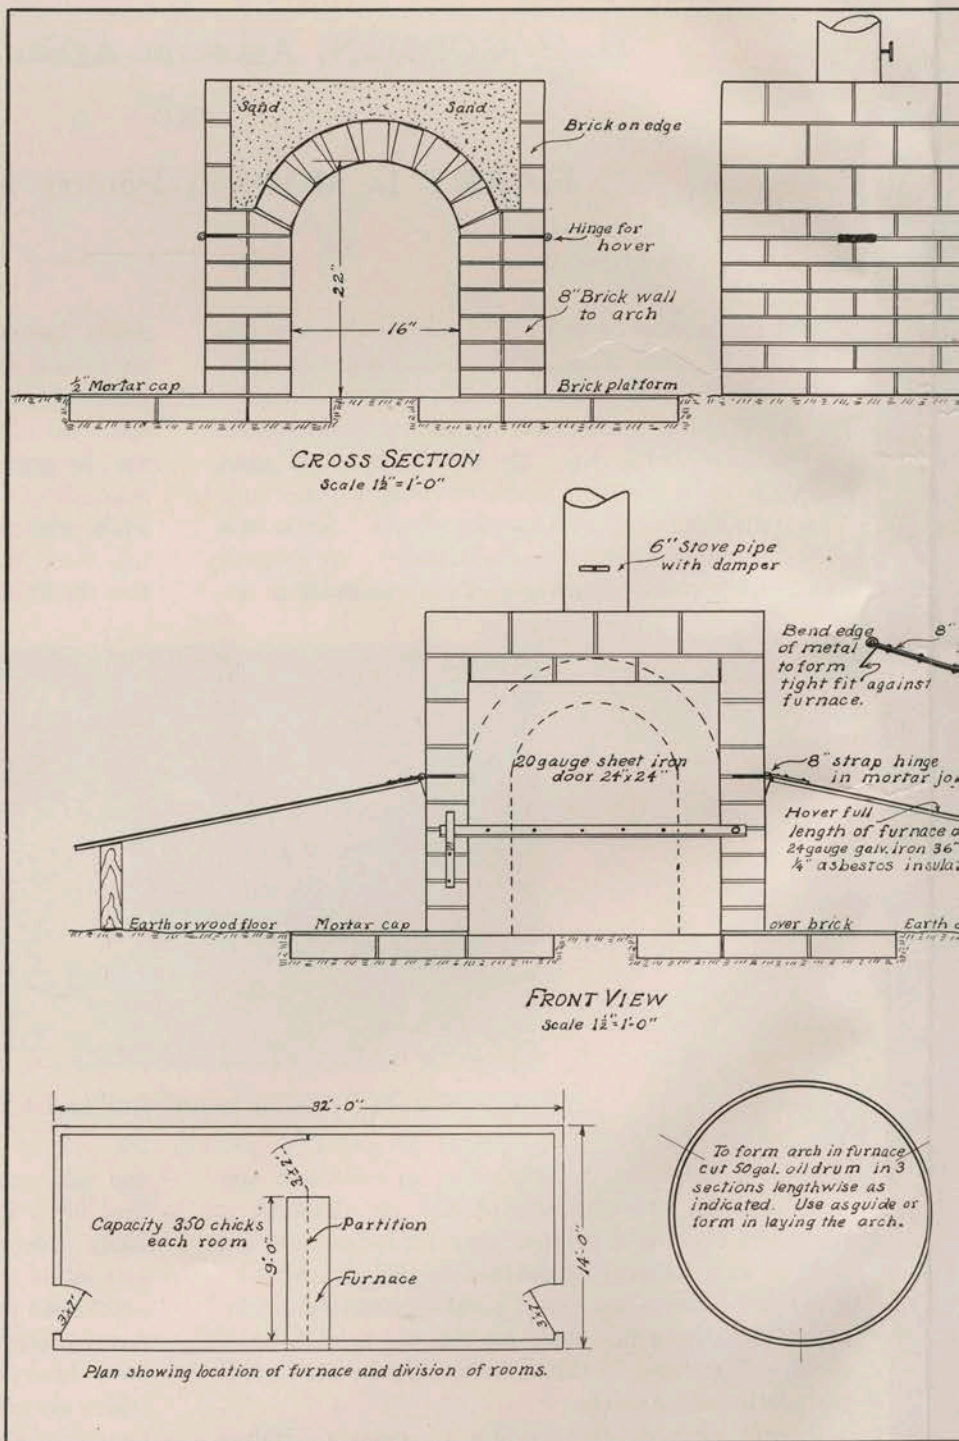 Sand
Sand
Brick on edge
Hinge for
hover
22"
8" Brick wall
to arch
16"
½" Mortar cap
Brick platform
CROSS SECTION
Scale 1½"=1'-0"
6" Stove pipe
with damper
Bend edge
of metal
to form
tight fit against
furnace.
8"
20 gauge sheet iron
door 24"x24"
8" strap hinge
in mortar
Hover full
length of furnace
24 gauge galv. iron 36"
¼" asbestos
Earth or wood floor
Mortar cap
over brick
Earth
FRONT VIEW
Scale 1½"=1'-0"
32'-0"
3'x7'
Capacity 350 chicks
each room
Partition
9'-0"
Furnace
14'-0"
3'x7'
3'x7'
Plan showing location of furnace and division of rooms.
To form arch in furnace
cut 50 gal. oil drum in 3
sections lengthwise as
indicated. Use as guide or
form in laying the arch.